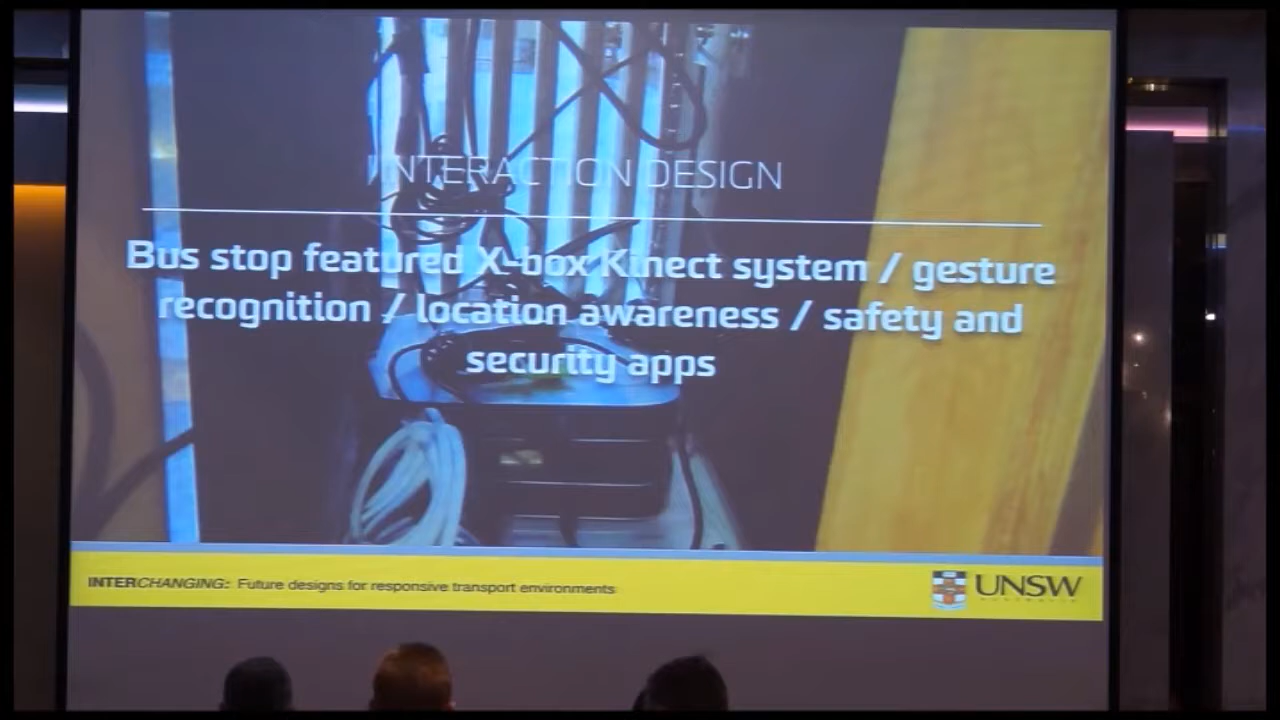 INTERACTION DESIGN
Bus stop featured X-box Kinect system / gesture
recognition / location awareness / safety and
security apps
INTERCHANGING: Future designs for responsive transport environments
UNSW